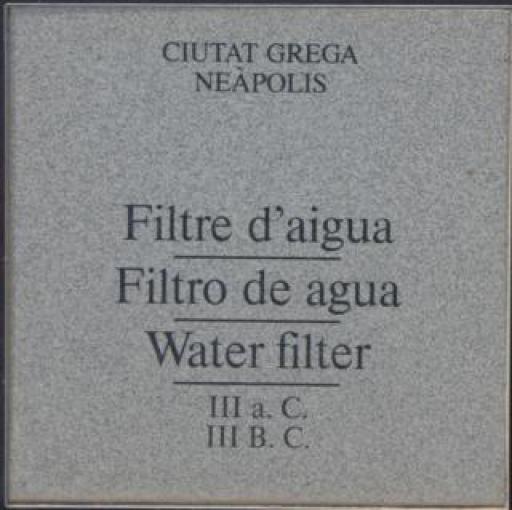 CIUTAT GREGA
NEÀPOLIS
Filtre d'aigua
Filtro de agua
Water filter
III a. C.
III B. C.